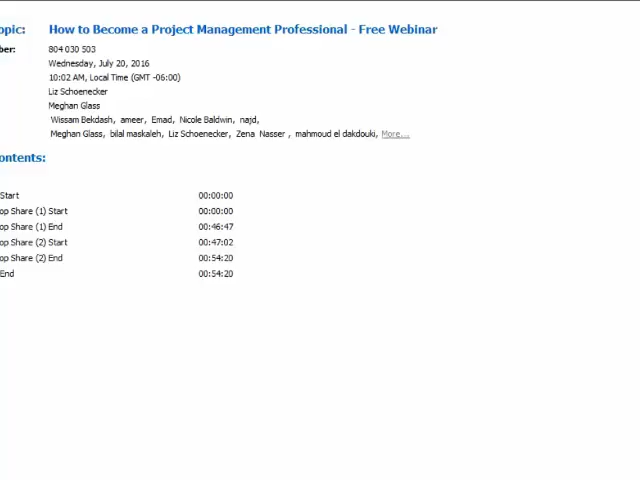 opic: How to Become a Project Management Professional - Free Webinar
ber: 804 030 503
Wednesday, July 20, 2016
10:02 AM, Local Time (GMT -06:00)
Liz Schoenecker
Meghan Glass
Wissam Bekdash, ameer, Emad, Nicole Baldwin, najd,
Meghan Glass, bilal maskaleh, Liz Schoenecker, Zena Nasser , mahmoud el dakdouki, More...
ontents:
Start 00:00:00
op Share (1) Start 00:00:00
op Share (1) End 00:46:47
op Share (2) Start 00:47:02
op Share (2) End 00:54:20
End 00:54:20